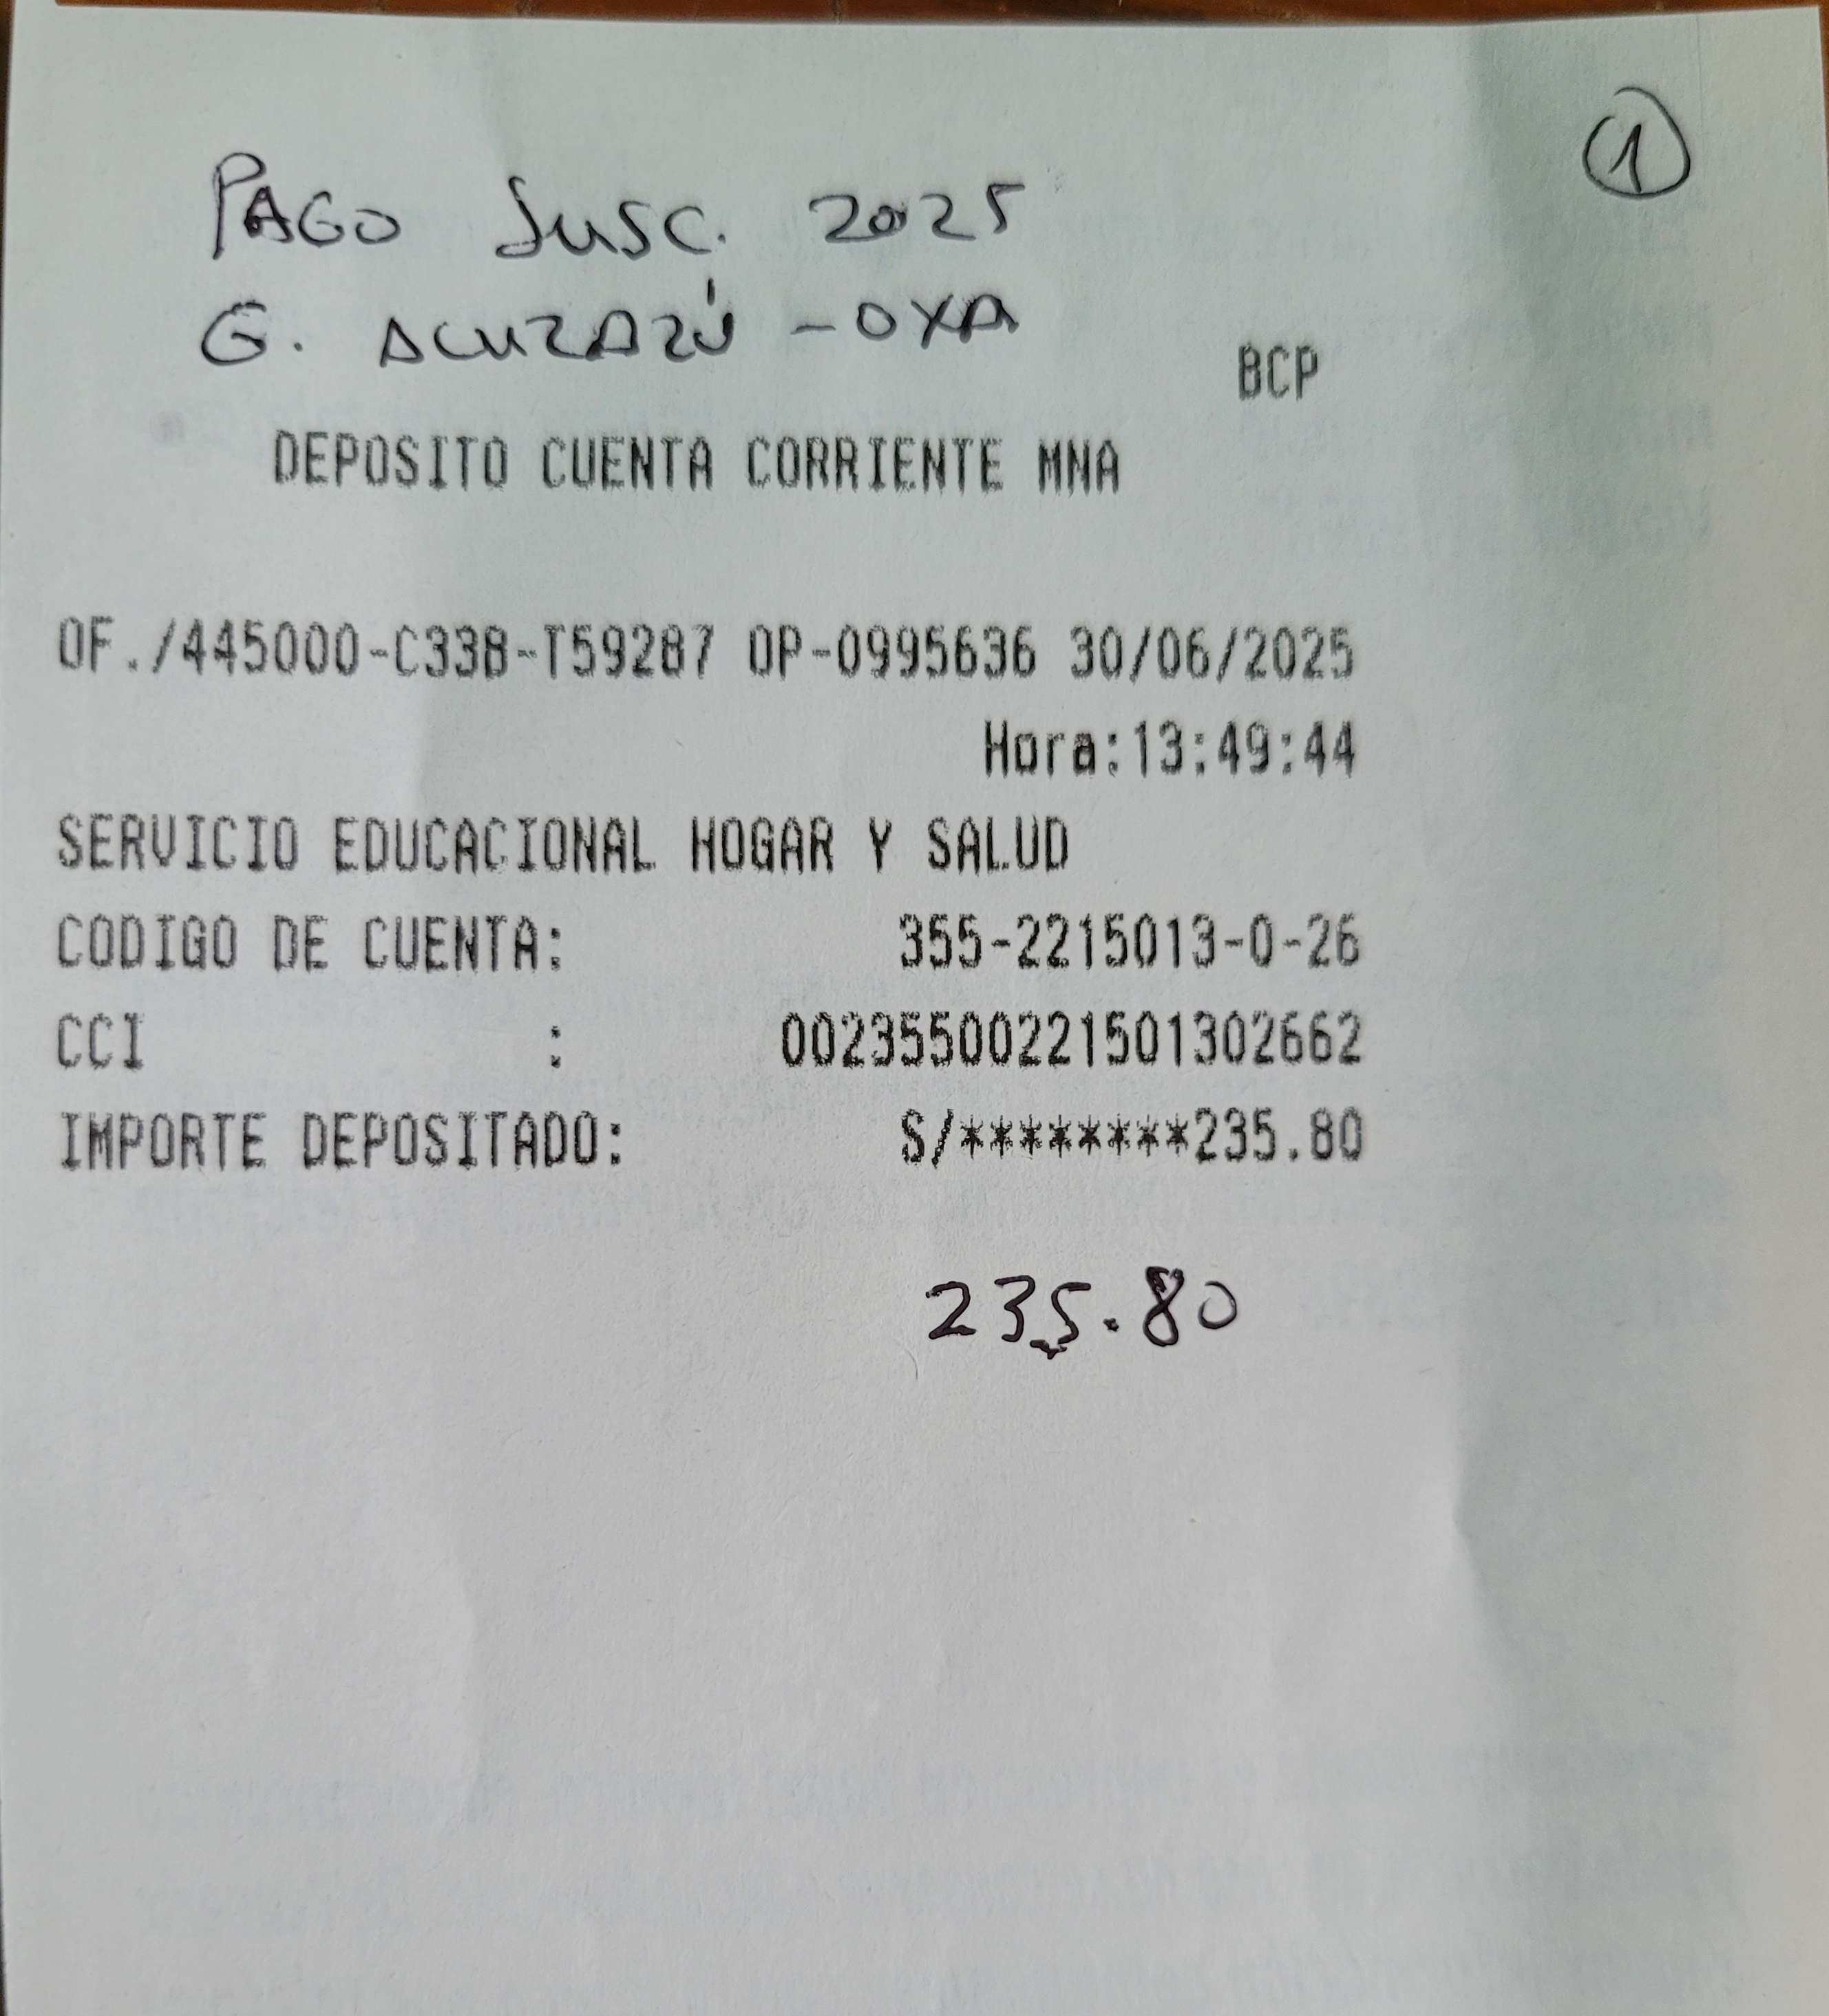 1
PAGO SUSC. 2025
G. ACUZAZÚ - OXA
BCP
DEPOSITO CUENTA CORRIENTE MNA
OF./445000-C33B-T59287 OP-0995636 30/06/2025
Hora:13:49:44
SERVICIO EDUCACIONAL HOGAR Y SALUD
CODIGO DE CUENTA: 355-2215013-0-26
CCI : 00235500221501302662
IMPORTE DEPOSITADO: S/********235.80
235.80